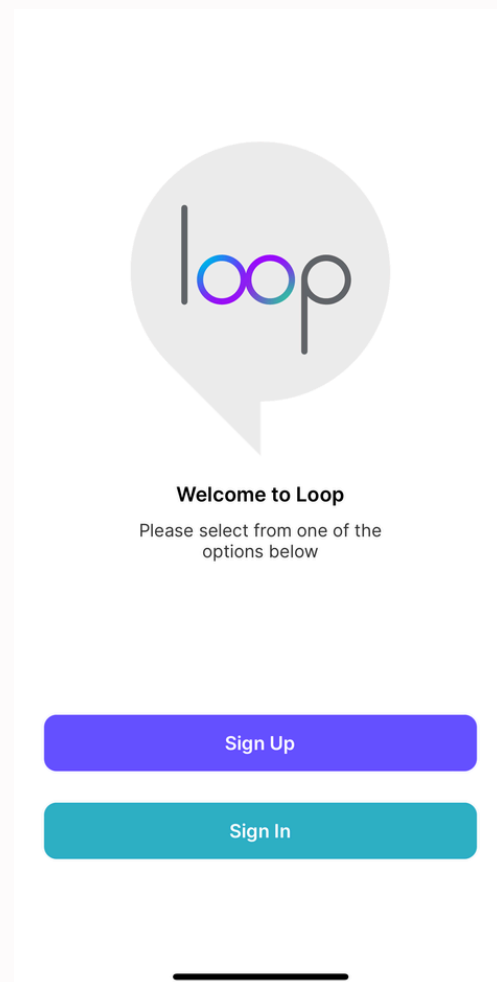 loop
Welcome to Loop
Please select from one of the
options below
Sign Up
Sign In